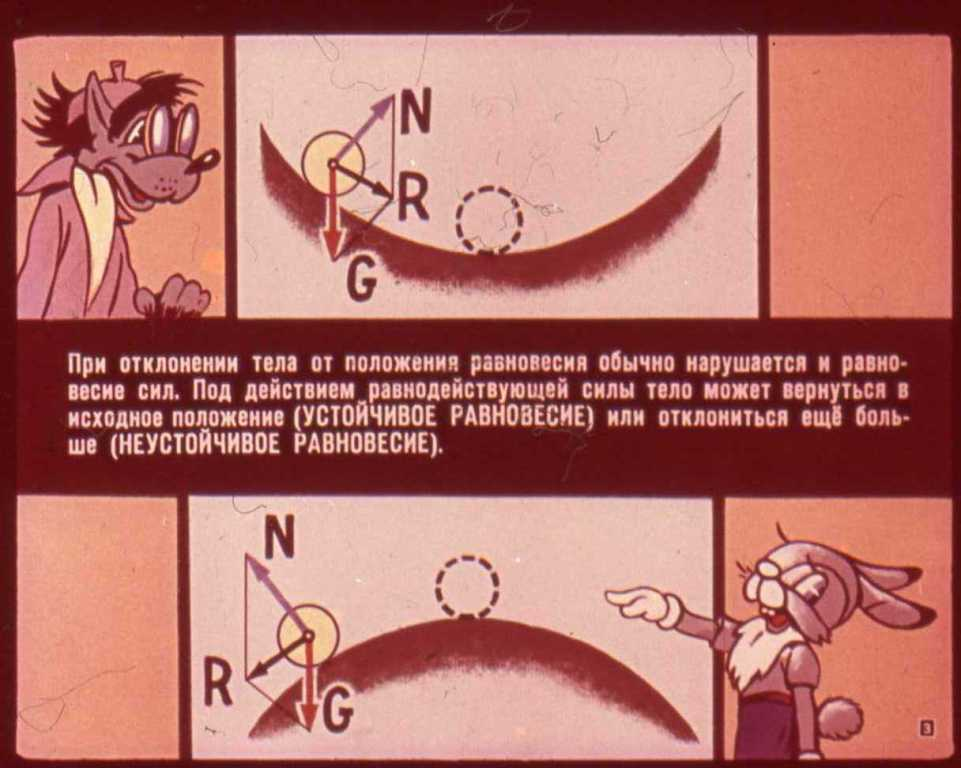 N
R
G
При отклонении тела от положения равновесия обычно нарушается и равно-
весие сил. Под действием равнодействующей силы тело может вернуться в
исходное положение (УСТОЙЧИВОЕ РАВНОВЕСИЕ) или отклониться ещё боль-
ше (НЕУСТОЙЧИВОЕ РАВНОВЕСИЕ).
N
R
G
3